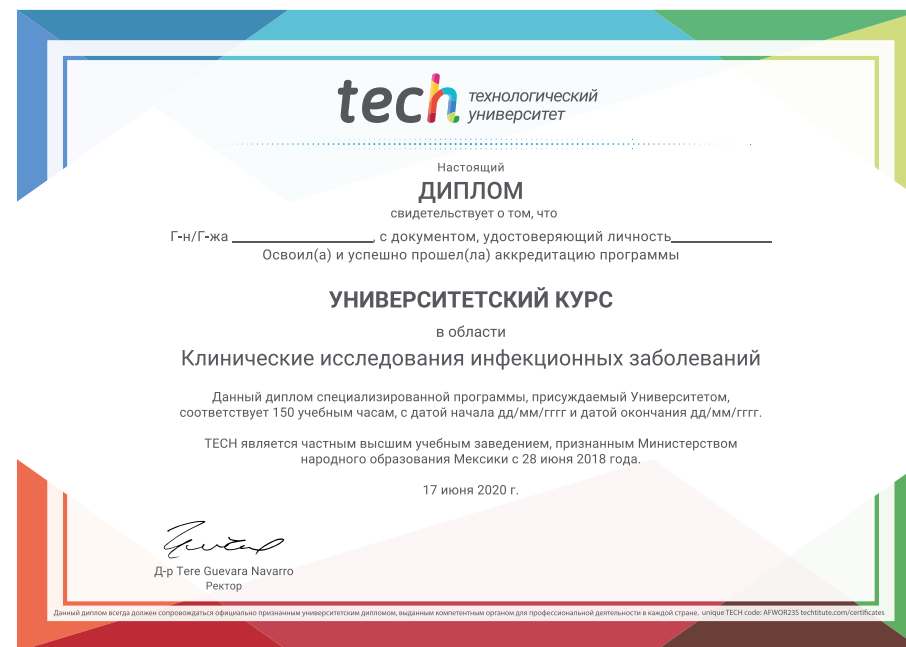 tech технологический
университет
Настоящий
ДИПЛОМ
свидетельствует о том, что
Г-н/Г-жа ____________________, с документом, удостоверяющий личность______________
Освоил(а) и успешно прошел(ла) аккредитацию программы
УНИВЕРСИТЕТСКИЙ КУРС
в области
Клинические исследования инфекционных заболеваний
Данный диплом специализированной программы, присуждаемый Университетом,
соответствует 150 учебным часам, с датой начала дд/мм/гггг и датой окончания дд/мм/гггг.
TECH является частным высшим учебным заведением, признанным Министерством
народного образования Мексики с 28 июня 2018 года.
17 июня 2020 г.
Д-р Tere Guevara Navarro
Ректор
Данный диплом всегда должен сопровождаться официально признанным университетским дипломом, выданным компетентным органом для профессиональной деятельности в каждой стране. unique TECH code: AFWOR235 techtitute.com/certificates